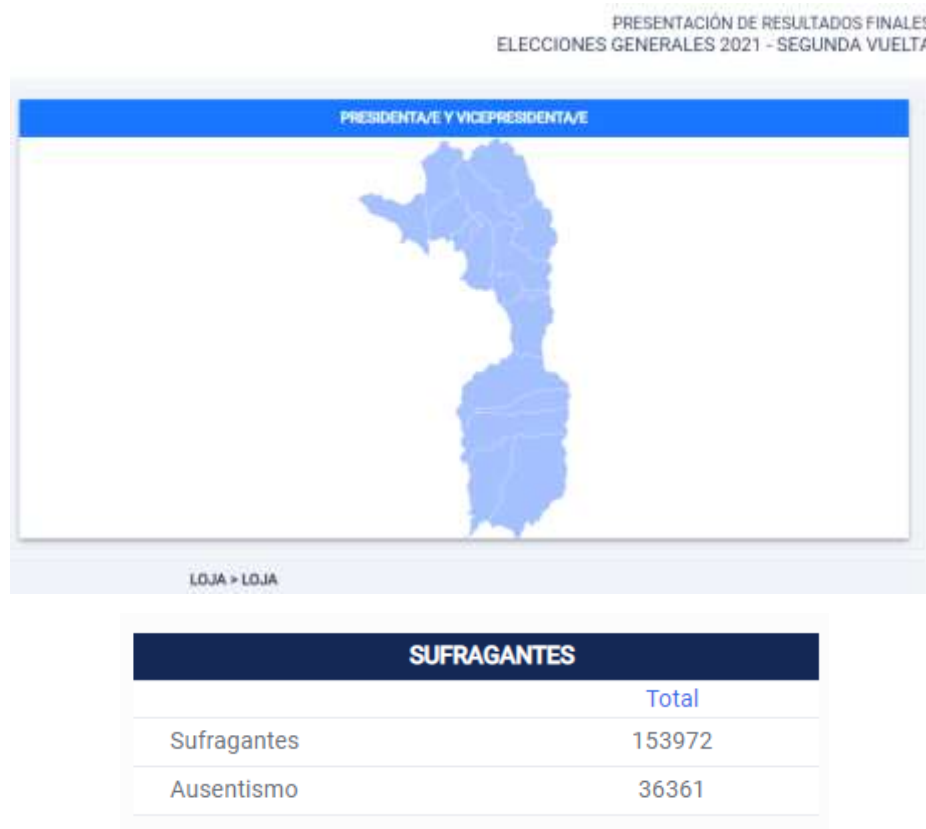 PRESENTACIÓN DE RESULTADOS FINALES
ELECCIONES GENERALES 2021 - SEGUNDA VUELTA
PRESIDENTA/E Y VICEPRESIDENTA/E
LOJA > LOJA
SUFRAGANTES
Total
Sufragantes 153972
Ausentismo 36361